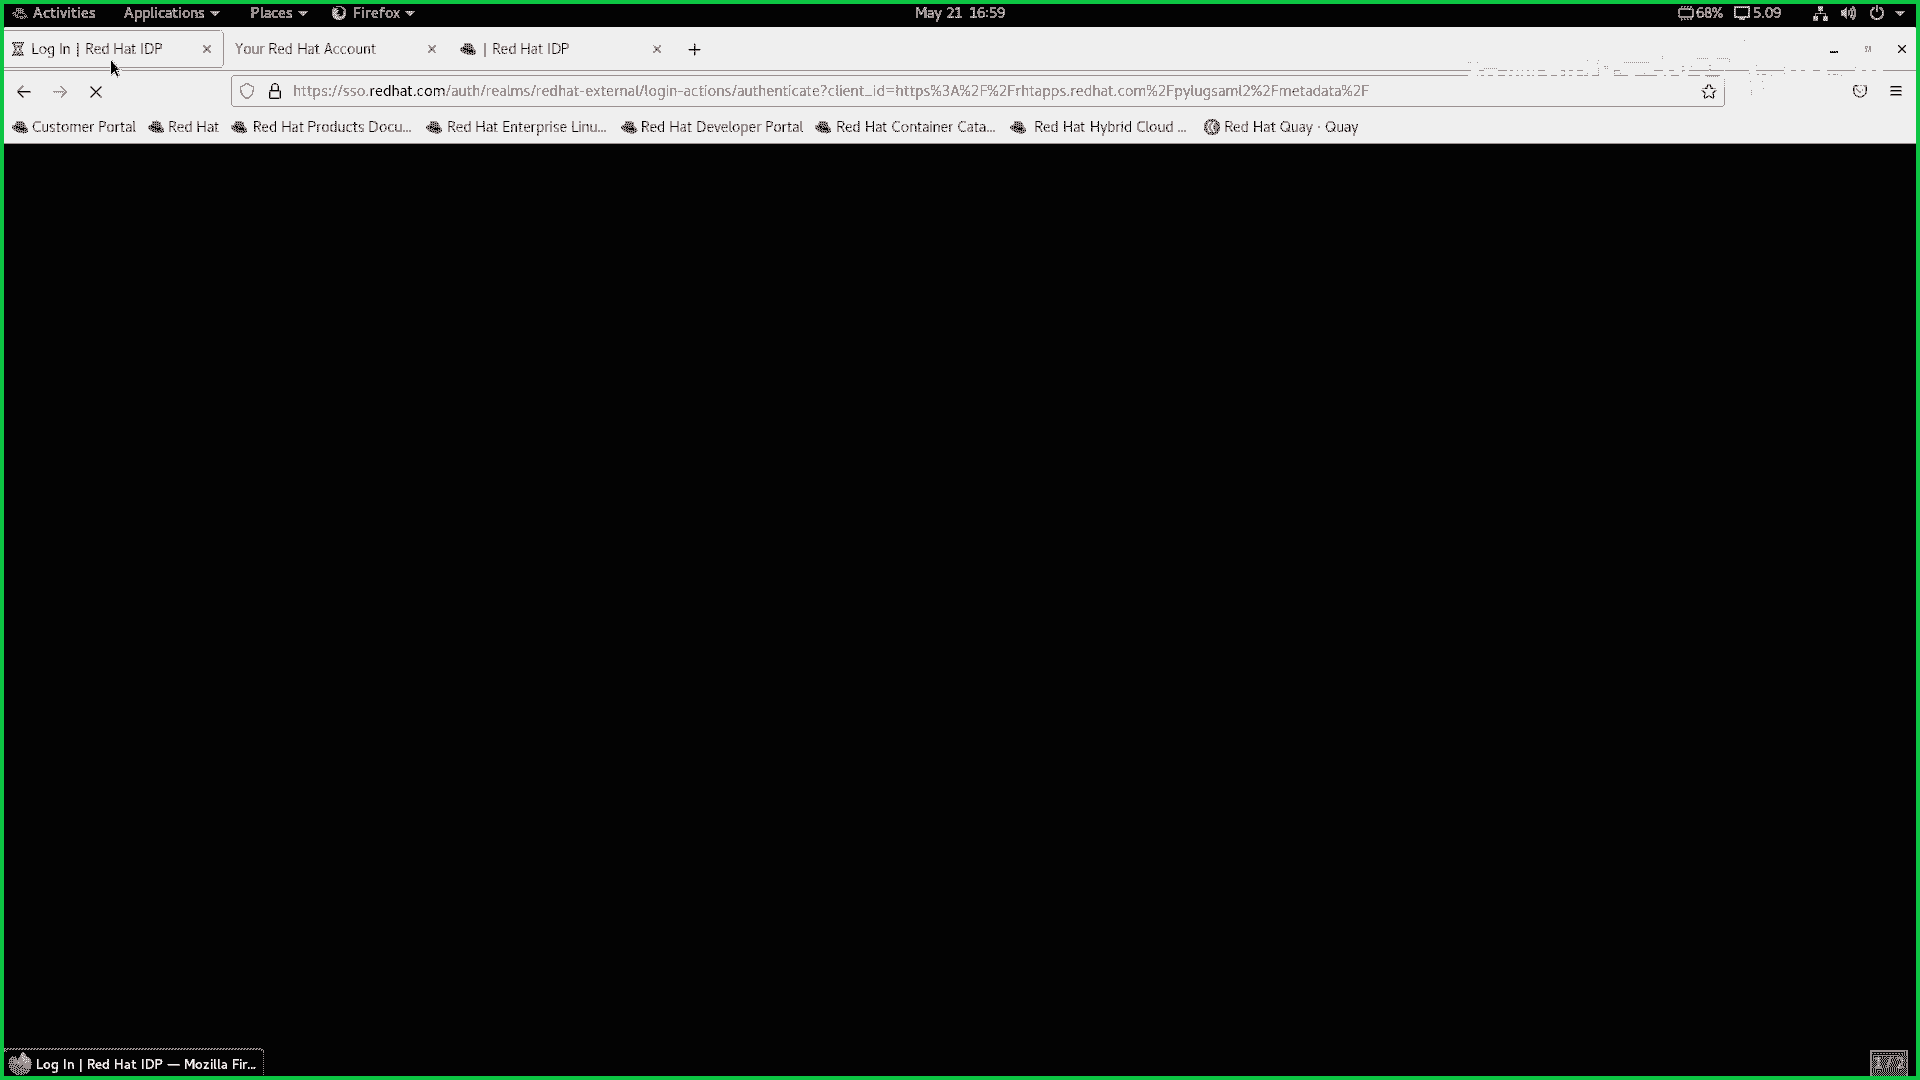 Activities Applications Places Firefox May 21 16:59 68% 5.09
Log In | Red Hat IDP Your Red Hat Account | Red Hat IDP
https://sso.redhat.com/auth/realms/redhat-external/login-actions/authenticate?client_id=https%3A%2F%2Frhtapps.redhat.com%2Fpylugsaml2%2Fmetadata%2F
Customer Portal Red Hat Red Hat Products Docu... Red Hat Enterprise Linu... Red Hat Developer Portal Red Hat Container Cata... Red Hat Hybrid Cloud ... Red Hat Quay · Quay
Log In | Red Hat IDP — Mozilla Fir...